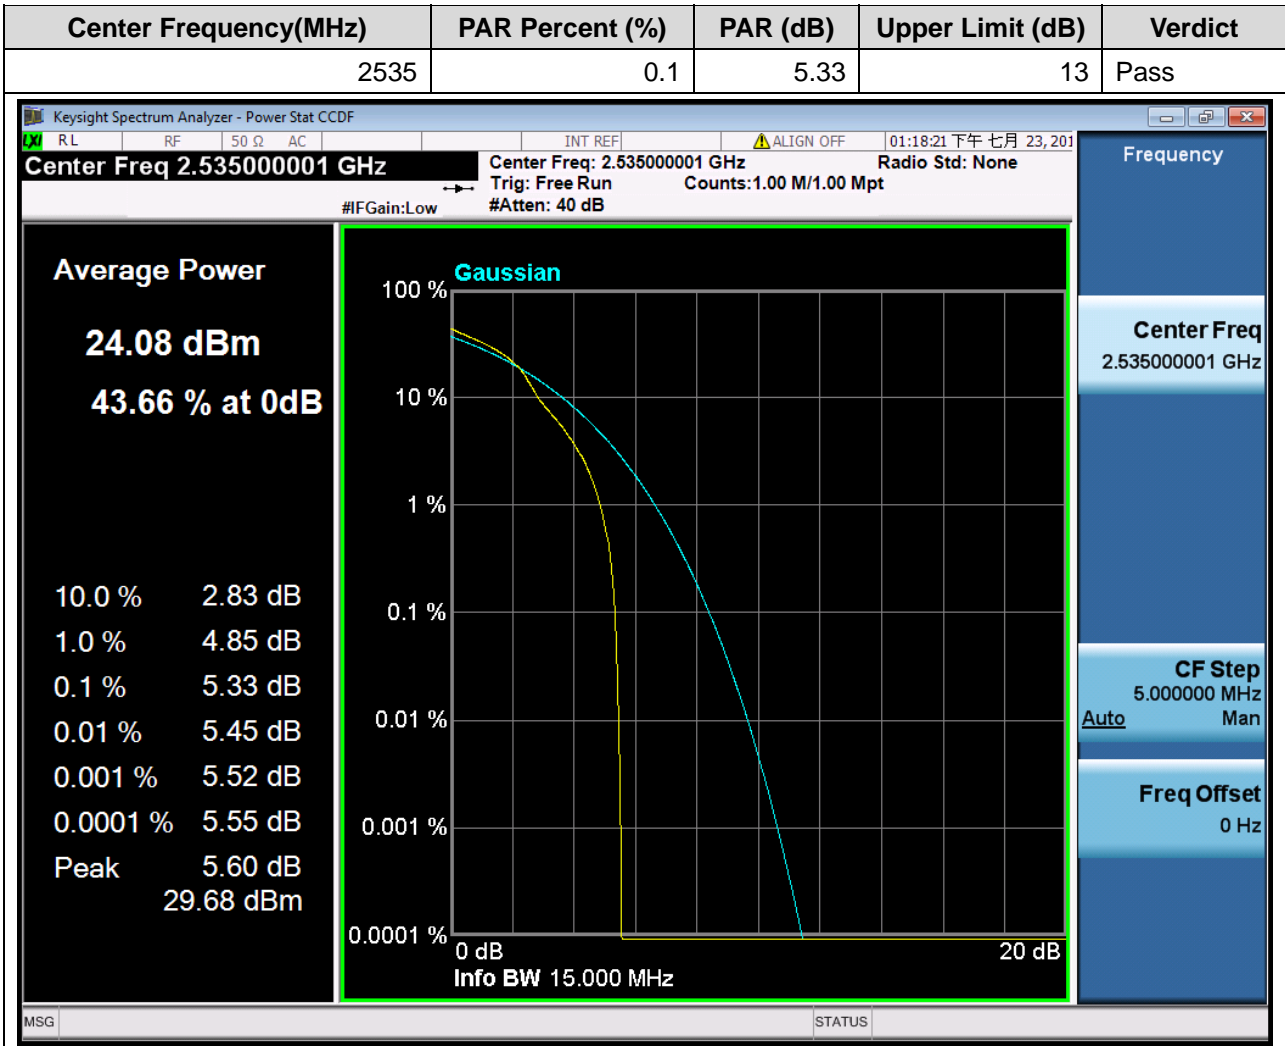 Center Frequency(MHz) PAR Percent (%) PAR (dB) Upper Limit (dB) Verdict
2535 0.1 5.33 13 Pass
Keysight Spectrum Analyzer - Power Stat CCDF
LXI RL RF 50 Ω AC INT REF ALIGN OFF 01:18:21 下午 七月 23, 201
Center Freq 2.535000001 GHz
#IFGain:Low
Center Freq: 2.535000001 GHz Radio Std: None
Trig: Free Run Counts:1.00 M/1.00 Mpt
#Atten: 40 dB
Average Power
24.08 dBm
43.66 % at 0dB
10.0 % 2.83 dB
1.0 % 4.85 dB
0.1 % 5.33 dB
0.01 % 5.45 dB
0.001 % 5.52 dB
0.0001 % 5.55 dB
Peak 5.60 dB
29.68 dBm
Gaussian
100 %
10 %
1 %
0.1 %
0.01 %
0.001 %
0.0001 %
0 dB 20 dB
Info BW 15.000 MHz
Frequency
Center Freq
2.535000001 GHz
CF Step
5.000000 MHz
Auto Man
Freq Offset
0 Hz
MSG STATUS